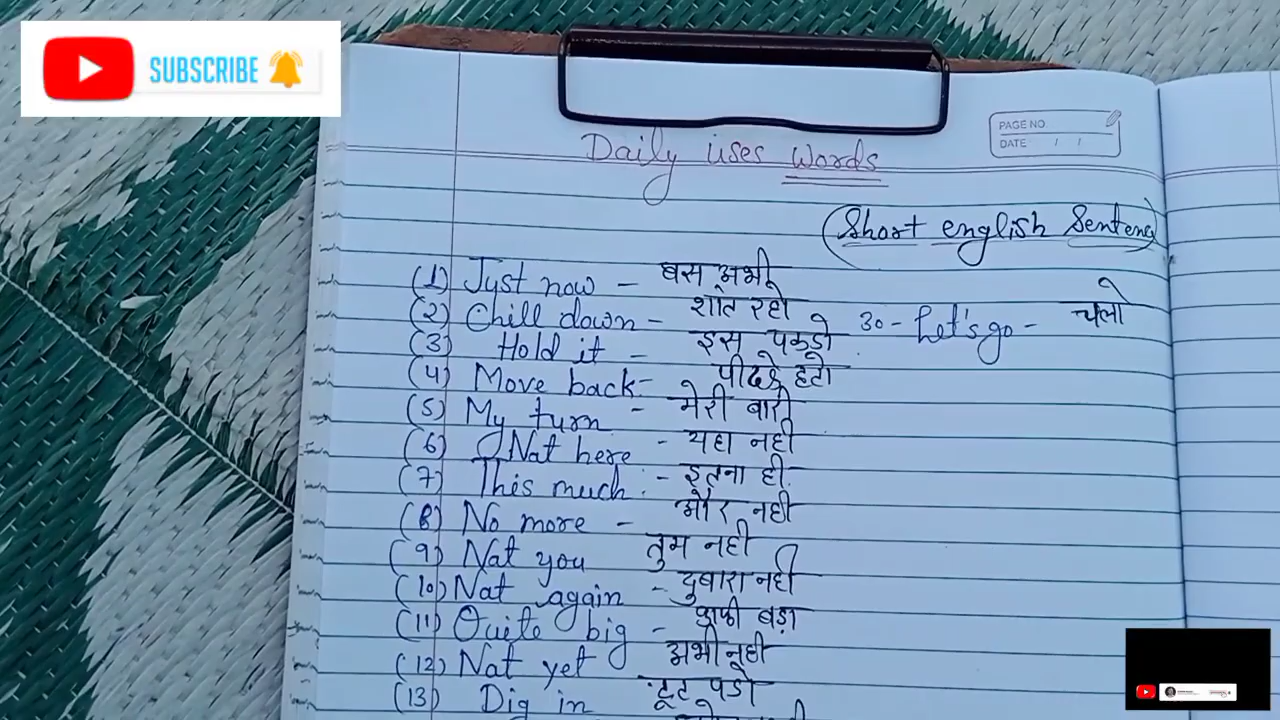 SUBSCRIBE
PAGE NO
DATE / /
Daily uses words
(Short english Sentence)
(1) Just now - बस अभी
(2) Chill down - शांत रहो
30 - Let's go - चलो
(3) Hold it - इस पकडो
(4) Move back - पीछे हटो
(5) My turn - मेरी बारी
(6) Nat here - यहा नही
(7) This much - इतना ही
(8) No more - और नही
(9) Nat you तुम नही
(10) Nat again - दुबारा नही
(11) Quite big - काफी बड़ा
(12) Nat yet अभी नही
(13) Dig in टूट पडो